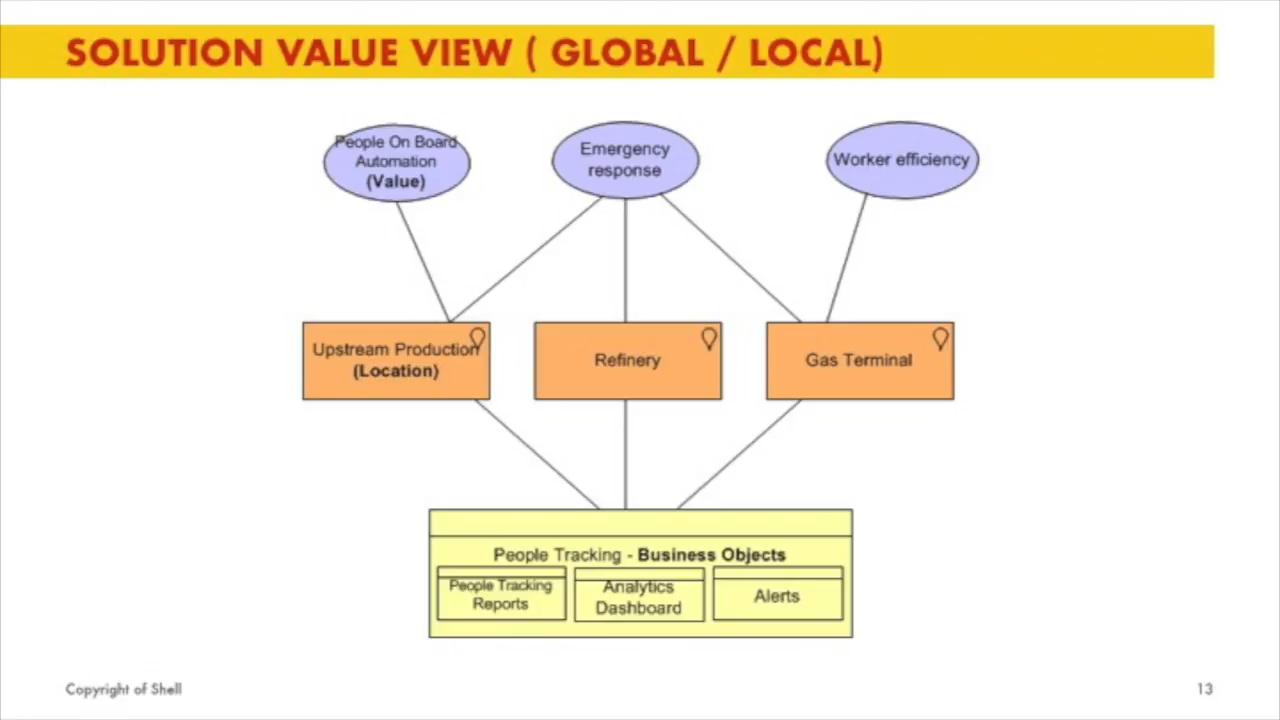 SOLUTION VALUE VIEW ( GLOBAL / LOCAL)
People On Board
Automation
(Value)
Emergency
response
Worker efficiency
Upstream Production
(Location)
Refinery
Gas Terminal
People Tracking - Business Objects
People Tracking
Reports
Analytics
Dashboard
Alerts
Copyright of Shell
13